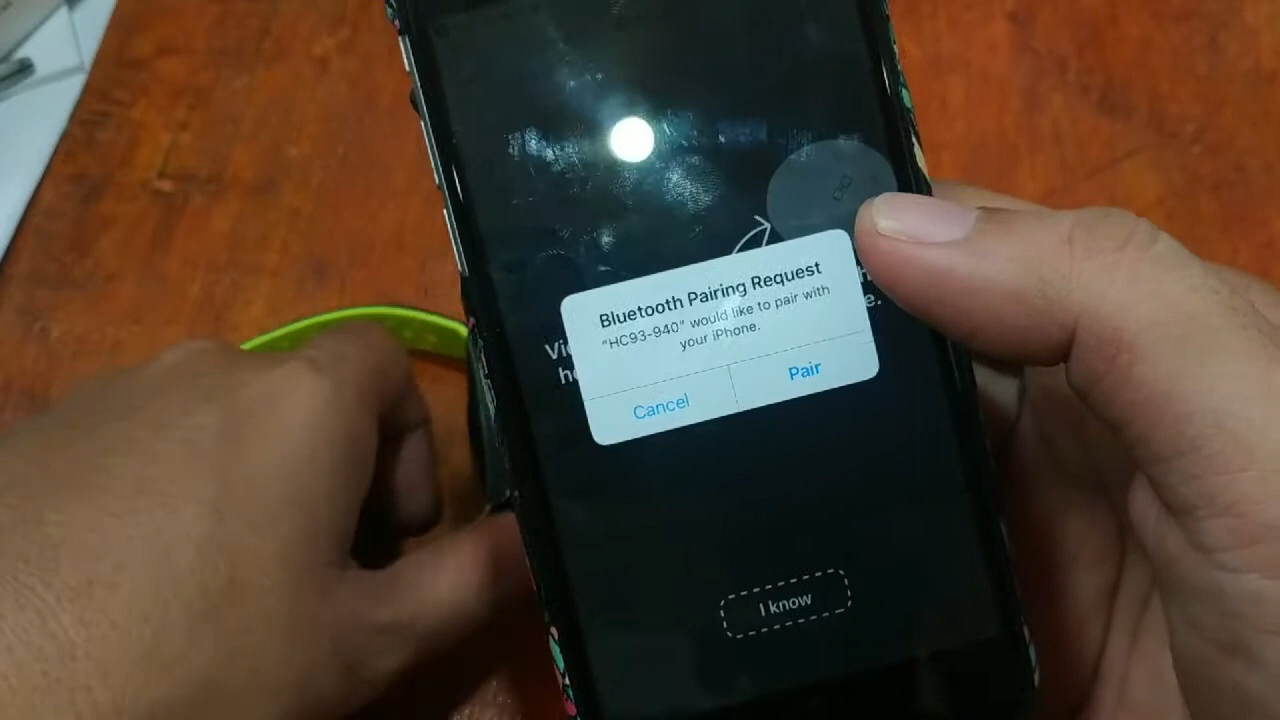 Bluetooth Pairing Request
"HC93-940" would like to pair with
your iPhone.
Cancel
Pair
I know